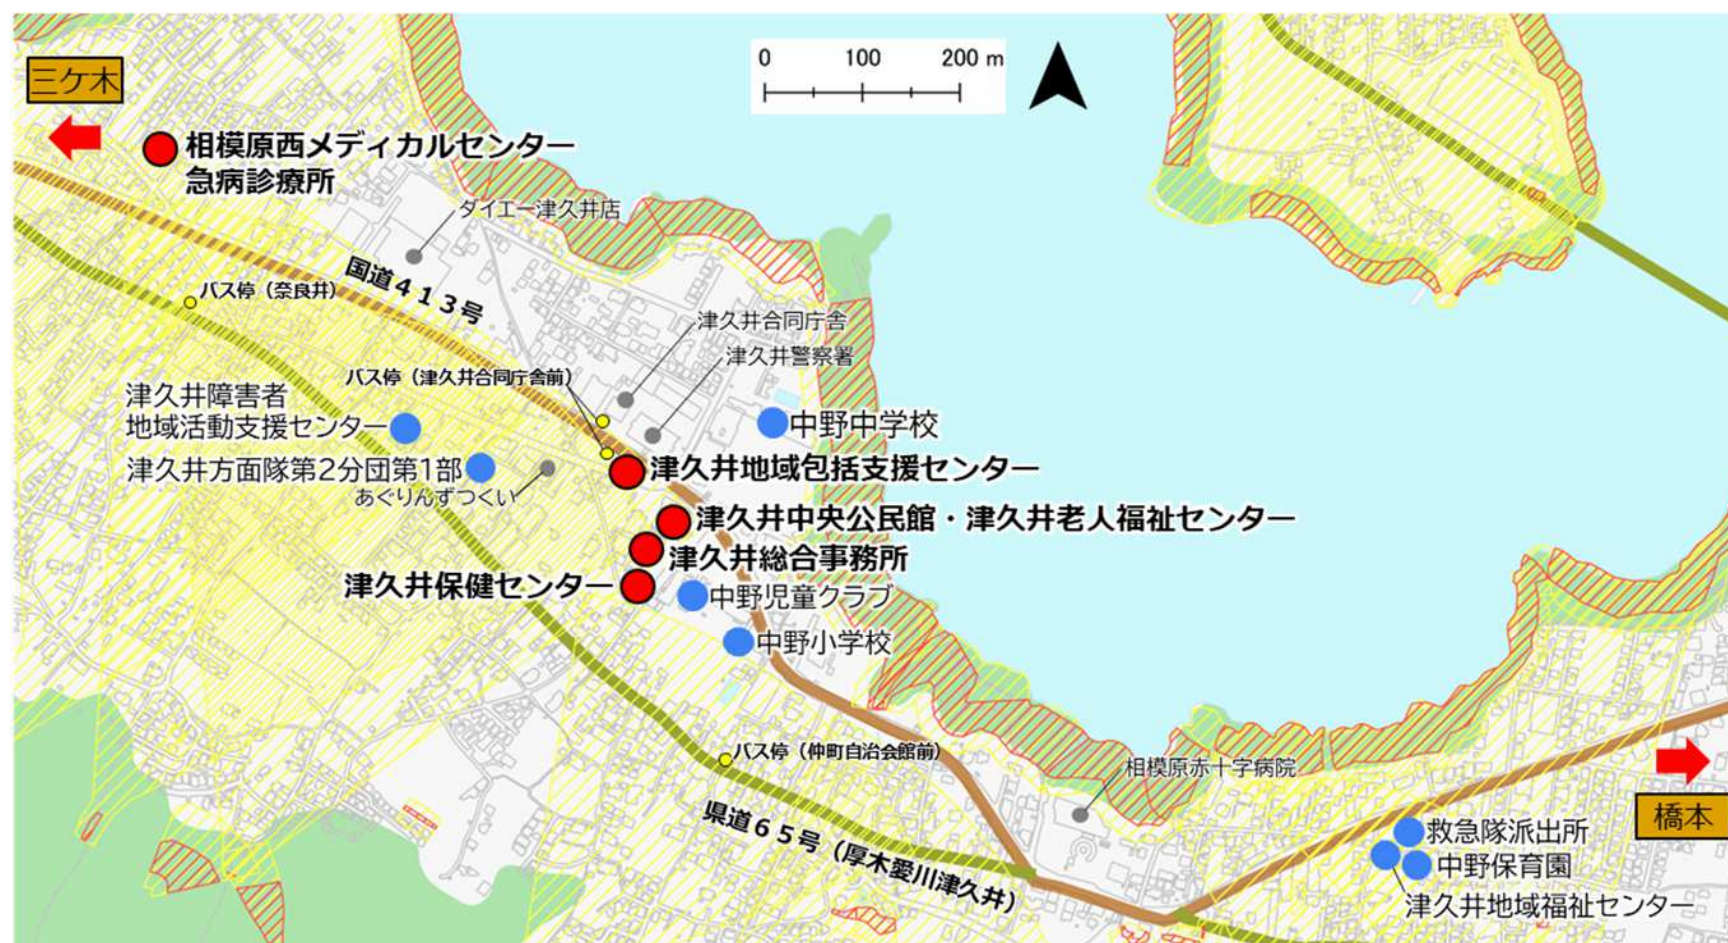 0 100 200 m
三ケ木
相模原西メディカルセンター
急病診療所
ダイエー津久井店
国道413号
バス停（奈良井）
津久井合同庁舎
津久井警察署
バス停（津久井合同庁舎前）
津久井障害者
地域活動支援センター
中野中学校
津久井方面隊第2分団第1部
津久井地域包括支援センター
あぐりんずつくい
津久井中央公民館・津久井老人福祉センター
津久井総合事務所
津久井保健センター
中野児童クラブ
中野小学校
バス停（仲町自治会館前）
相模原赤十字病院
県道65号（厚木愛川津久井）
橋本
救急隊派出所
中野保育園
津久井地域福祉センター